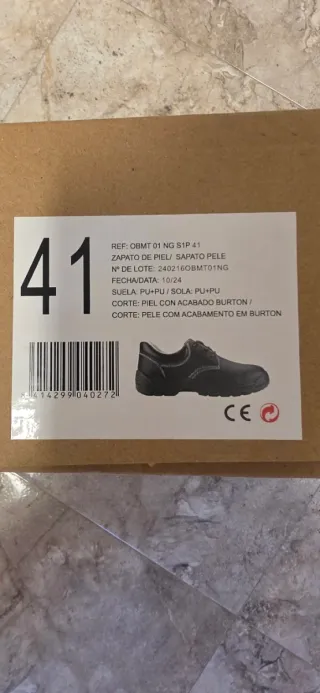 41
REF: OBMT 01 NG S1P 41
ZAPATO DE PIEL/ SAPATO PELE
Nº DE LOTE: 240216OBMT01NG
FECHA/DATA: 10/24
SUELA: PU+PU / SOLA: PU+PU
CORTE: PIEL CON ACABADO BURTON /
CORTE: PELE COM ACABAMENTO EM BURTON
414299 040272
CE